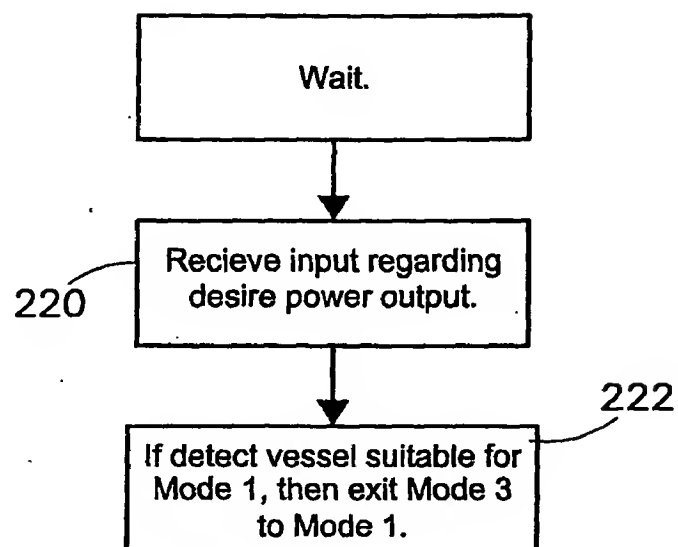 Wait.
Recieve input regarding
desire power output.
220
222
If detect vessel suitable for
Mode 1, then exit Mode 3
to Mode 1.